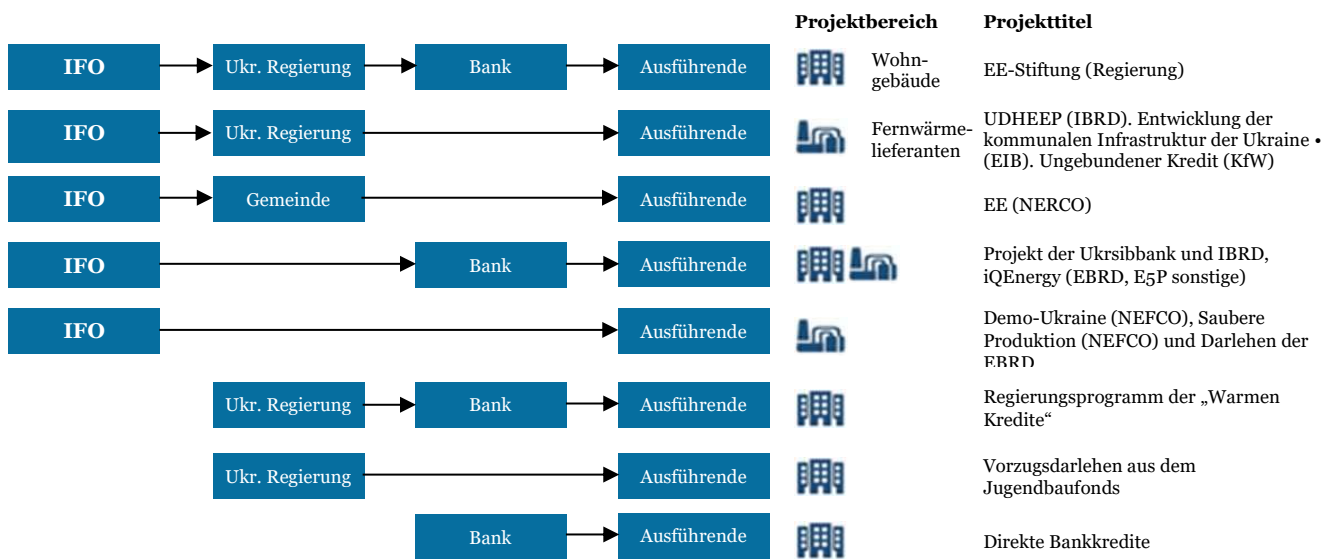 Projektbereich Projekttitel
IFO Ukr. Regierung Bank Ausführende Wohn-
gebäude
EE-Stiftung (Regierung)
IFO Ukr. Regierung Ausführende Fernwärme-
lieferanten
UDHEEP (IBRD). Entwicklung der
kommunalen Infrastruktur der Ukraine •
(EIB). Ungebundener Kredit (KfW)
IFO Gemeinde Ausführende EE (NERCO)
IFO Bank Ausführende
Projekt der Ukrsibbank und IBRD,
iQEnergy (EBRD, E5P sonstige)
IFO Ausführende
Demo-Ukraine (NEFCO), Saubere
Produktion (NEFCO) und Darlehen der
EBRD
Ukr. Regierung Bank Ausführende
Regierungsprogramm der „Warmen
Kredite“
Ukr. Regierung Ausführende
Vorzugsdarlehen aus dem
Jugendbaufonds
Bank Ausführende Direkte Bankkredite